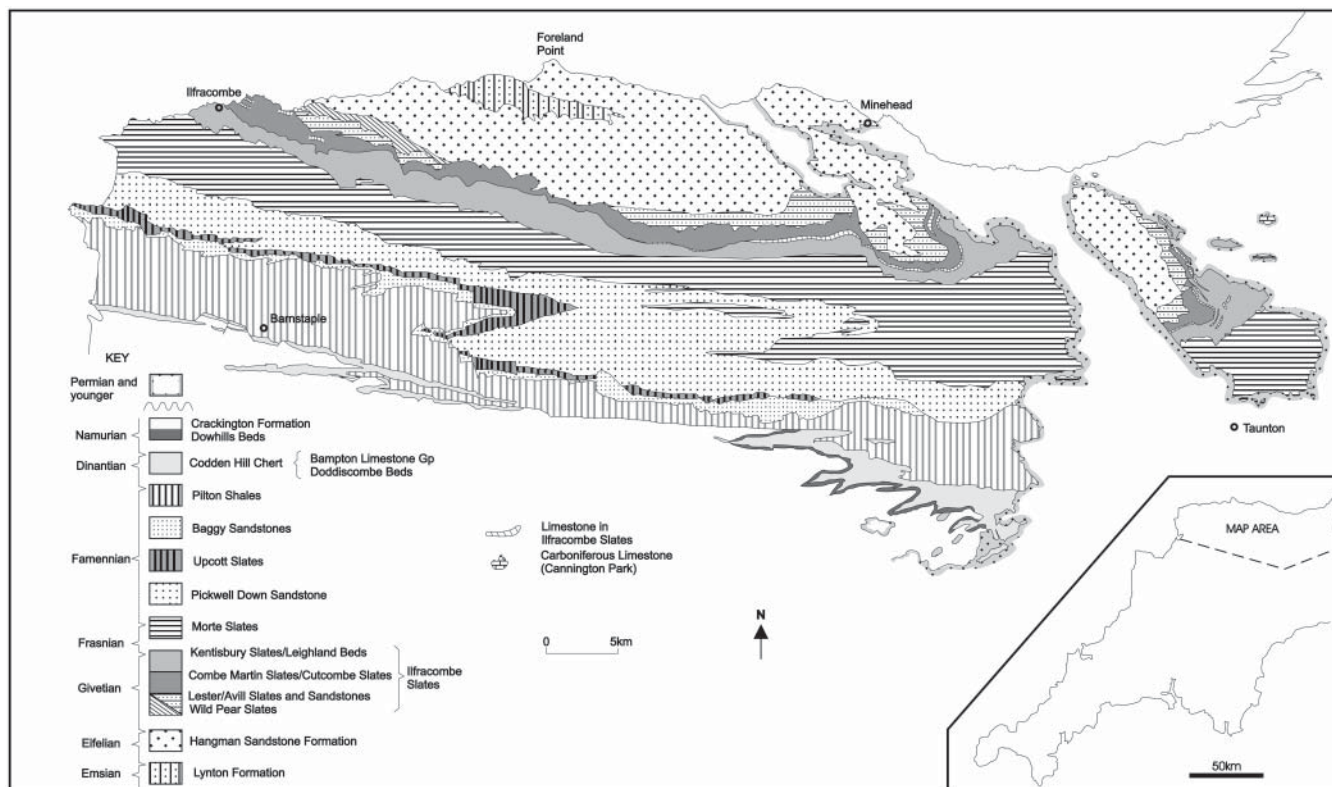 Foreland
Point
Ilfracombe
Minehead
Barnstaple
Taunton
KEY
Permian and
younger
Namurian
Crackington Formation
Dowhills Beds
Dinantian
Codden Hill Chert
Bampton Limestone Gp
Doddiscombe Beds
Pilton Shales
Baggy Sandstones
Famennian
Upcott Slates
Pickwell Down Sandstone
Morte Slates
Frasnian
Kentisbury Slates/Leighland Beds
Combe Martin Slates/Cutcombe Slates
Givetian
Lester/Avill Slates and Sandstones
Wild Pear Slates
Ilfracombe
Slates
Eifelian
Hangman Sandstone Formation
Emsian
Lynton Formation
Limestone in
Ilfracombe Slates
Carboniferous Limestone
(Cannington Park)
0 5km
N
MAP AREA
50km